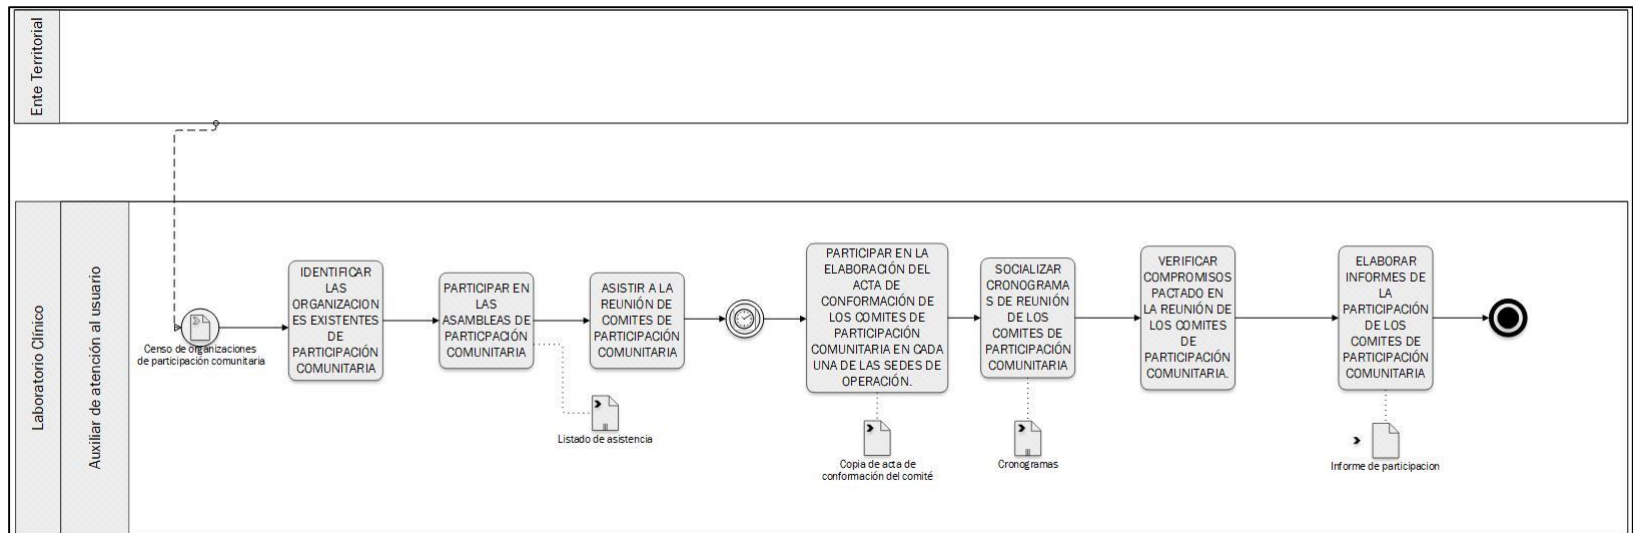 Ente Territorial
Laboratorio Clínico
Auxiliar de atención al usuario
Censo de organizaciones
de participación comunitaria
IDENTIFICAR
LAS
ORGANIZACION
ES EXISTENTES
DE
PARTICIPACIÓN
COMUNITARIA
PARTICIPAR EN
LAS
ASAMBLEAS DE
PARTICPACIÓN
COMUNITARIA
Listado de asistencia
ASISTIR A LA
REUNIÓN DE
COMITES DE
PARTICIPACIÓN
COMUNITARIA
PARTICIPAR EN LA
ELABORACIÓN DEL
ACTA DE
CONFORMACIÓN DE
LOS COMITES DE
PARTICIPACIÓN
COMUNITARIA EN CADA
UNA DE LAS SEDES DE
OPERACIÓN.
Copia de acta de
conformación del comité
SOCIALIZAR
CRONOGRAMA
S DE REUNIÓN
DE LOS
COMITES DE
PARTICIPACIÓN
COMUNITARIA
Cronogramas
VERIFICAR
COMPROMISOS
PACTADO EN
LA REUNIÓN DE
LOS COMITES
DE
PARTICIPACIÓN
COMUNITARIA.
ELABORAR
INFORMES DE
LA
PARTICIPACIÓN
DE LOS
COMITES DE
PARTICIPACIÓN
COMUNITARIA
Informe de participacion